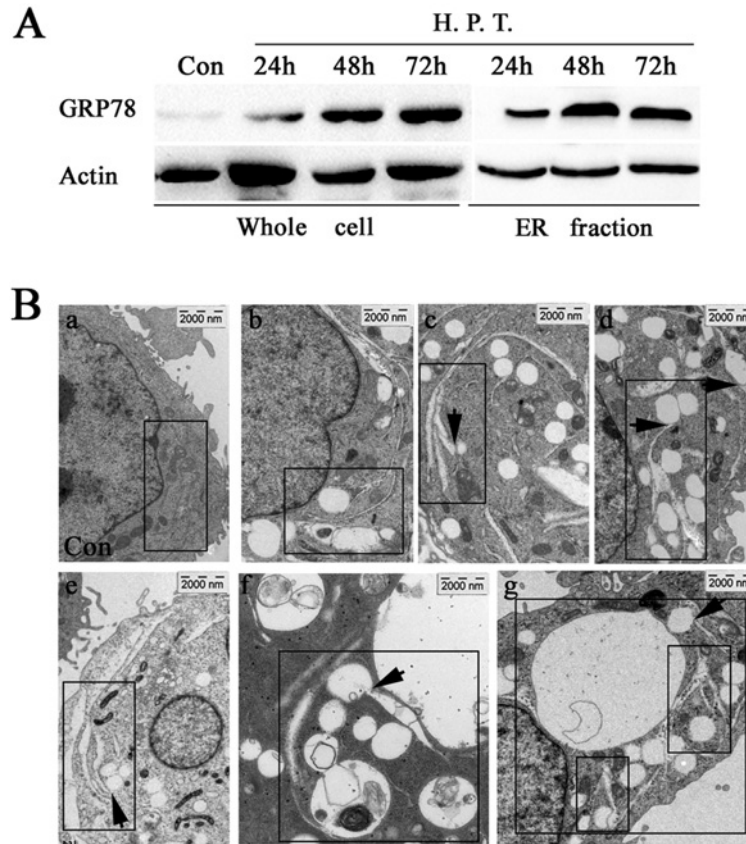 A
H. P. T.
Con 24h 48h 72h 24h 48h 72h
GRP78
Actin
Whole cell ER fraction
B
a 2000 nm b 2000 nm c 2000 nm d 2000 nm
Con
e 2000 nm f 2000 nm g 2000 nm